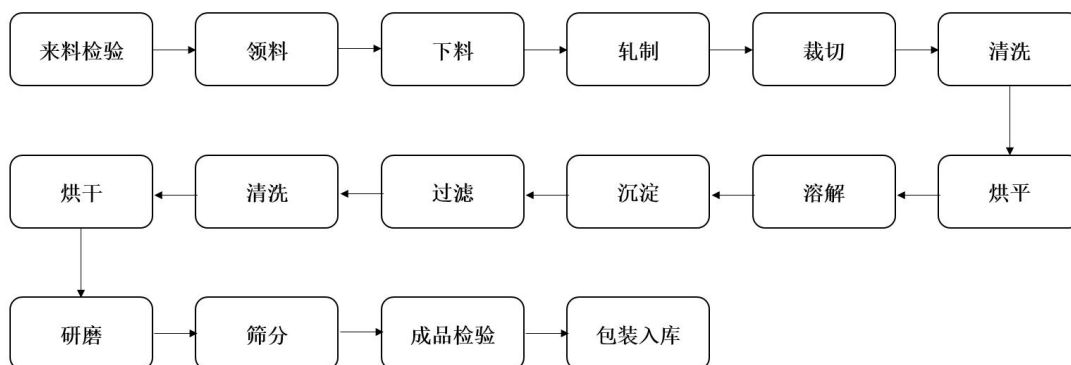 来料检验 领料 下料 轧制 裁切 清洗
烘干 清洗 过滤 沉淀 溶解 烘平
研磨 筛分 成品检验 包装入库